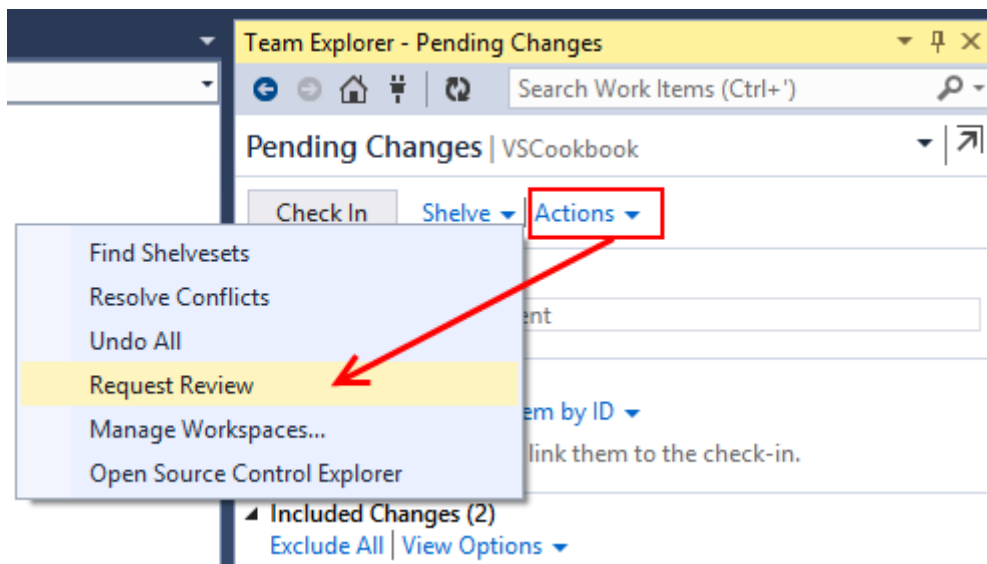 Team Explorer - Pending Changes
Search Work Items (Ctrl+')
Pending Changes | VSCookbook
Check In Shelve Actions
Find Shelvesets
Resolve Conflicts
Undo All
Request Review
Manage Workspaces...
Open Source Control Explorer
by ID
link them to the check-in.
Included Changes (2)
Exclude All View Options